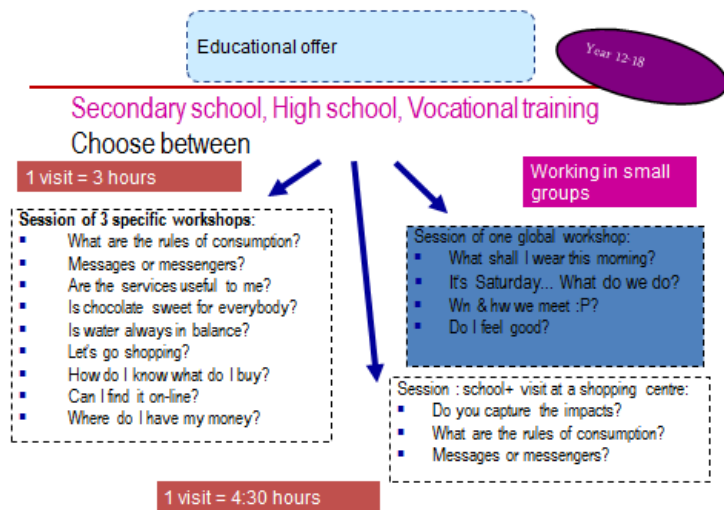 Educational offer
Year 12-18
Secondary school, High school, Vocational training
Choose between
1 visit = 3 hours
Working in small
groups
Session of 3 specific workshops:
What are the rules of consumption?
Messages or messengers?
Are the services useful to me?
Is chocolate sweet for everybody?
Is water always in balance?
Let's go shopping?
How do I know what do I buy?
Can I find it on-line?
Where do I have my money?
Session of one global workshop:
What shall I wear this morning?
It's Saturday... What do we do?
Wn & hw we meet :P?
Do I feel good?
Session : school+ visit at a shopping centre:
Do you capture the impacts?
What are the rules of consumption?
Messages or messengers?
1 visit = 4:30 hours